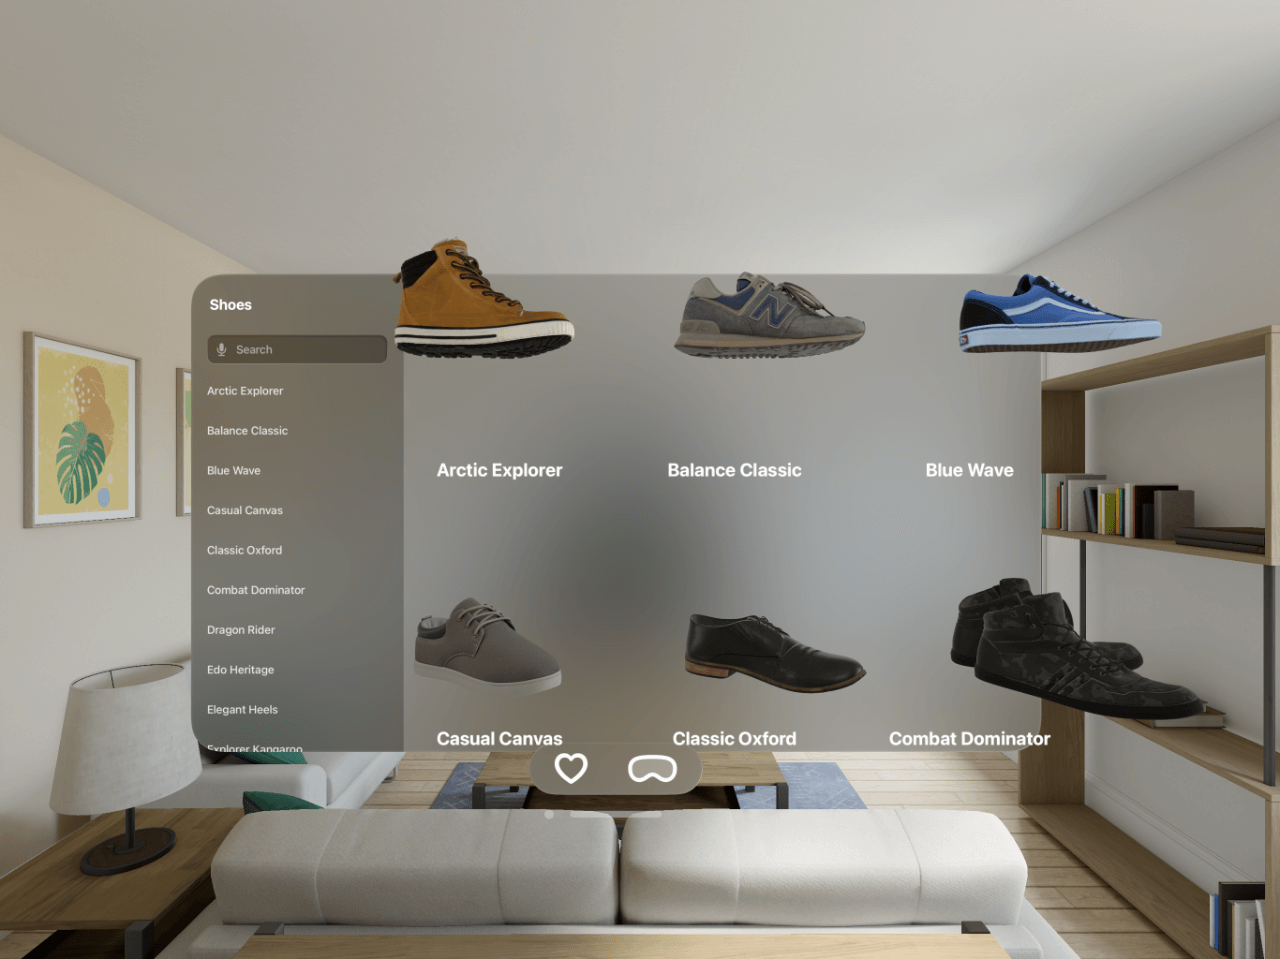 Shoes
Search
Arctic Explorer
Balance Classic
Blue Wave
Casual Canvas
Classic Oxford
Combat Dominator
Dragon Rider
Edo Heritage
Elegant Heels
Explorer Kangaroo
N
Arctic Explorer
Balance Classic
Blue Wave
Casual Canvas
Classic Oxford
Combat Dominator